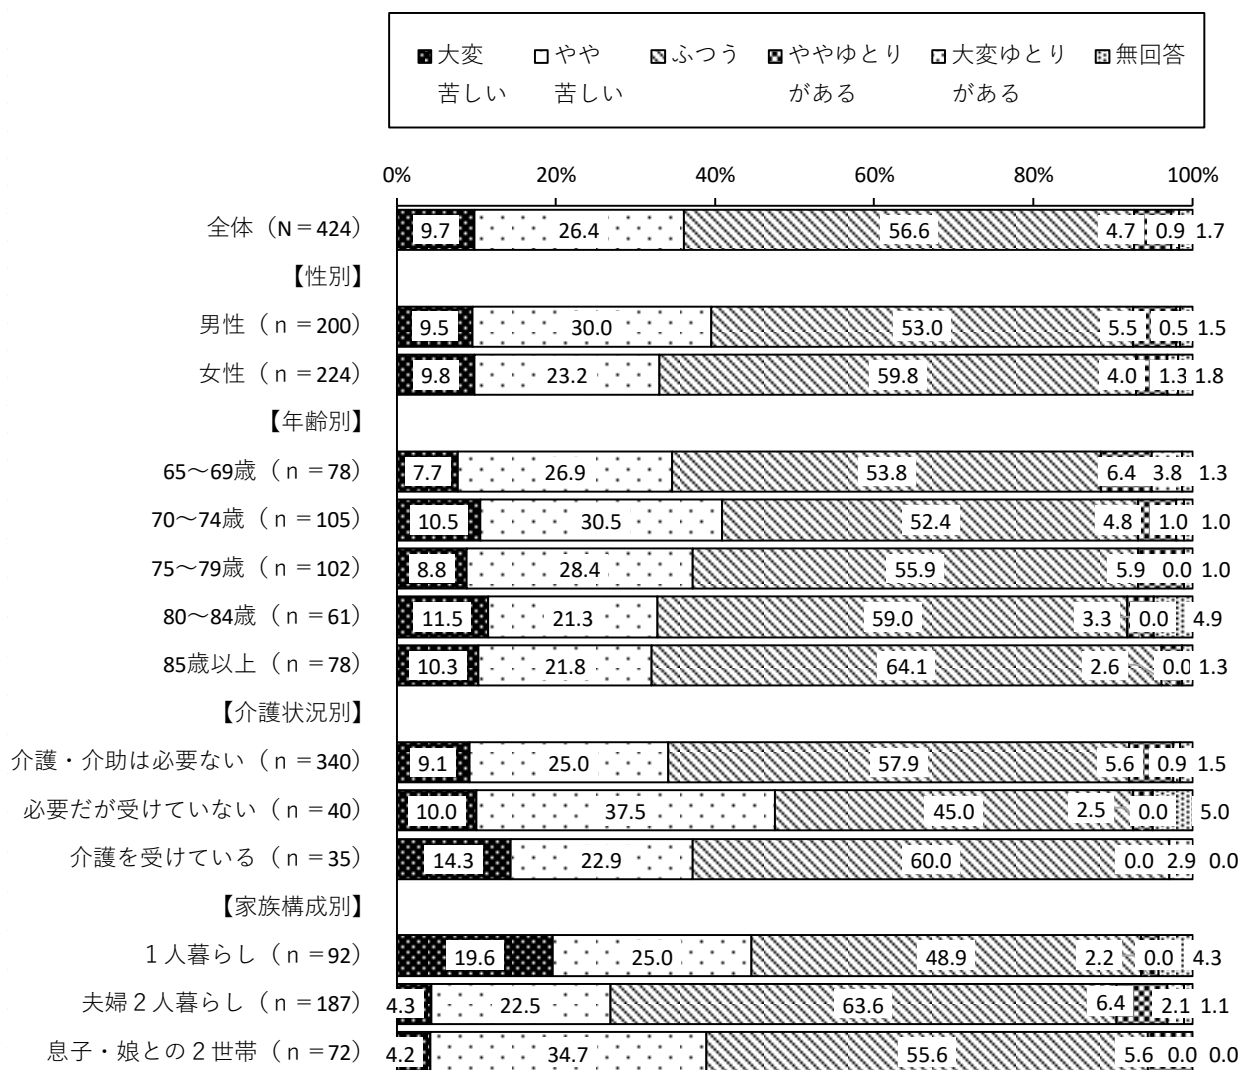 大変 やや ふつう ややゆとり 大変ゆとり 無回答
苦しい 苦しい がある がある
0% 20% 40% 60% 80% 100%
全体（N＝424） 9.7 26.4 56.6 4.7 0.9 1.7
【性別】
男性（ｎ＝200） 9.5 30.0 53.0 5.5 0.5 1.5
女性（ｎ＝224） 9.8 23.2 59.8 4.0 1.3 1.8
【年齢別】
65～69歳（ｎ＝78） 7.7 26.9 53.8 6.4 3.8 1.3
70～74歳（ｎ＝105） 10.5 30.5 52.4 4.8 1.0 1.0
75～79歳（ｎ＝102） 8.8 28.4 55.9 5.9 0.0 1.0
80～84歳（ｎ＝61） 11.5 21.3 59.0 3.3 0.0 4.9
85歳以上（ｎ＝78） 10.3 21.8 64.1 2.6 0.0 1.3
【介護状況別】
介護・介助は必要ない（ｎ＝340） 9.1 25.0 57.9 5.6 0.9 1.5
必要だが受けていない（ｎ＝40） 10.0 37.5 45.0 2.5 0.0 5.0
介護を受けている（ｎ＝35） 14.3 22.9 60.0 0.0 2.9 0.0
【家族構成別】
１人暮らし（ｎ＝92） 19.6 25.0 48.9 2.2 0.0 4.3
夫婦２人暮らし（ｎ＝187） 4.3 22.5 63.6 6.4 2.1 1.1
息子・娘との２世帯（ｎ＝72） 4.2 34.7 55.6 5.6 0.0 0.0